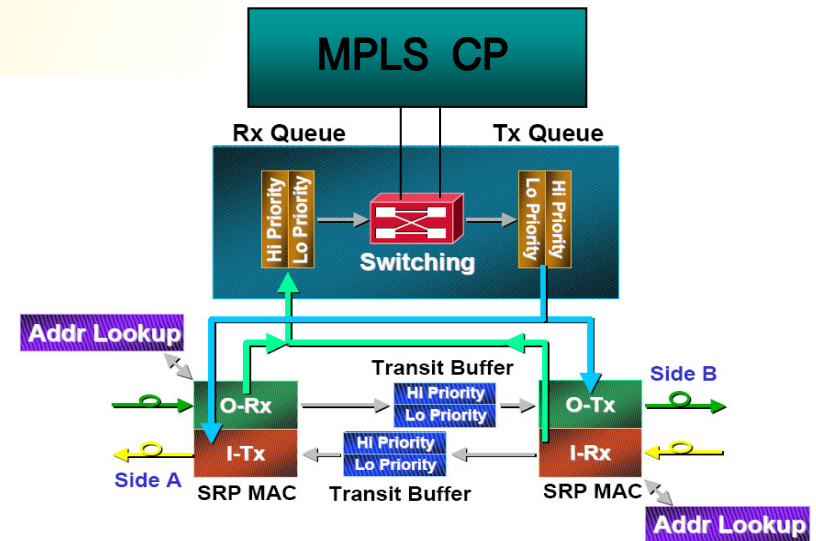 MPLS CP
Rx Queue
Tx Queue
Hi Priority
Lo Priority
Switching
Lo Priority
Hi Priority
Addr Lookup
Transit Buffer
Side B
O-Rx
Hi Priority
Lo Priority
O-Tx
I-Tx
Hi Priority
Lo Priority
I-Rx
Side A
SRP MAC
Transit Buffer
SRP MAC
Addr Lookup